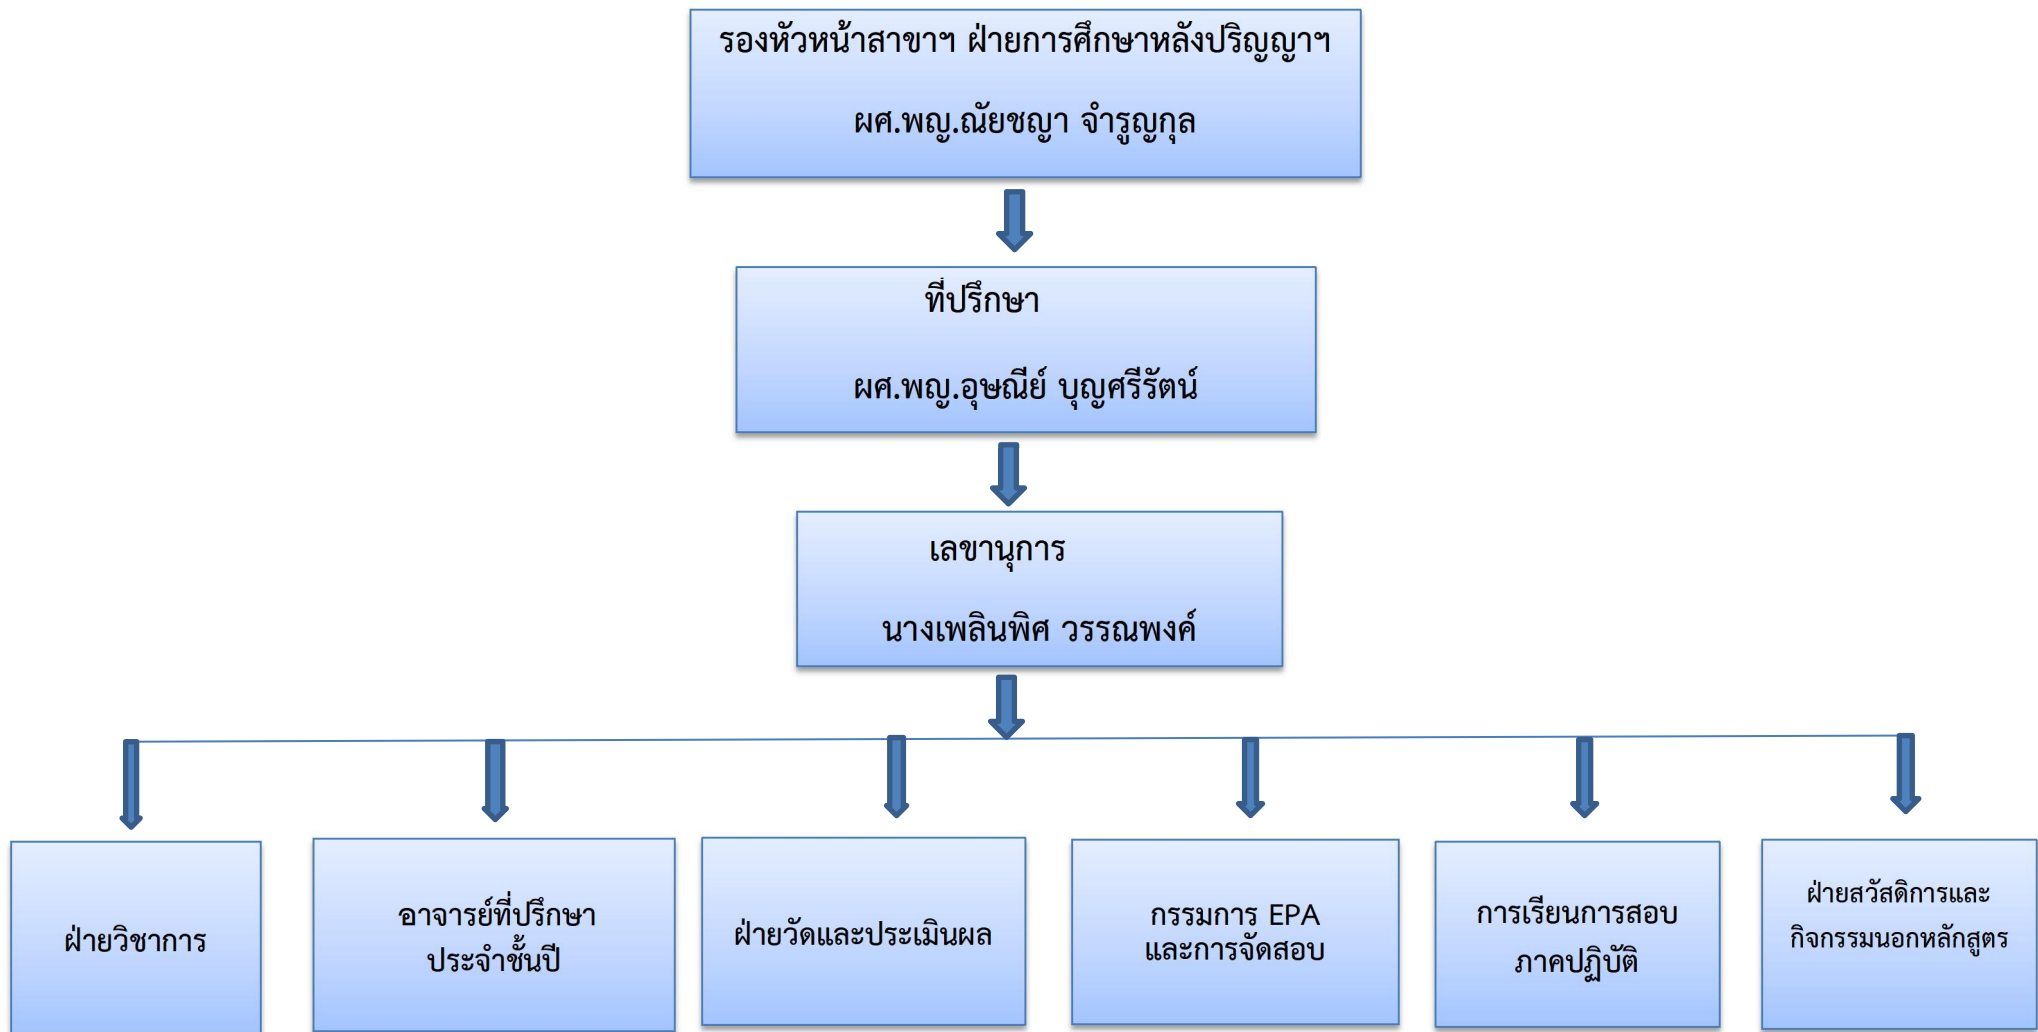 รองหัวหน้าสาขาฯ ฝ่ายการศึกษาหลังปริญญาฯ
ผศ.พญ.ณัยชญา จำรูญกุล
ที่ปรึกษา
ผศ.พญ.อุษณีย์ บุญศรีรัตน์
เลขานุการ
นางเพลินพิศ วรรณพงค์
ฝ่ายวิชาการ
อาจารย์ที่ปรึกษา
ประจำชั้นปี
ฝ่ายวัดและประเมินผล
กรรมการ EPA
และการจัดสอบ
การเรียนการสอบ
ภาคปฏิบัติ
ฝ่ายสวัสดิการและ
กิจกรรมนอกหลักสูตร